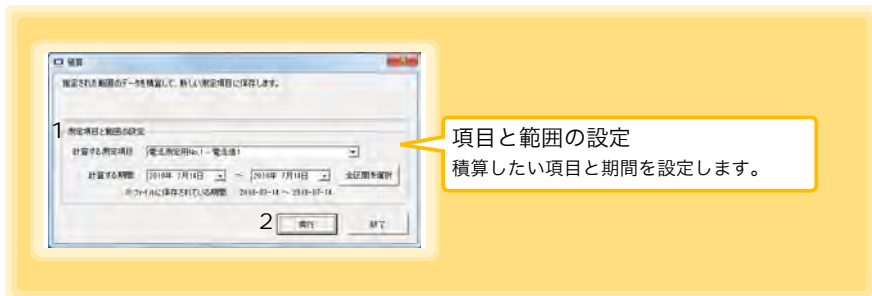 積算
指定された範囲のデータを積算して、新しい測定項目に保存します。
1
測定項目と範囲の設定
計算する測定項目 電流測定用No.1 - 電流値1
計算する期間 2010年 7月14日 ～ 2010年 7月14日 全区間を選択
※ファイルに保存されている期間 2010-07-14 ～ 2010-07-14
2 実行 終了
項目と範囲の設定
積算したい項目と期間を設定します。